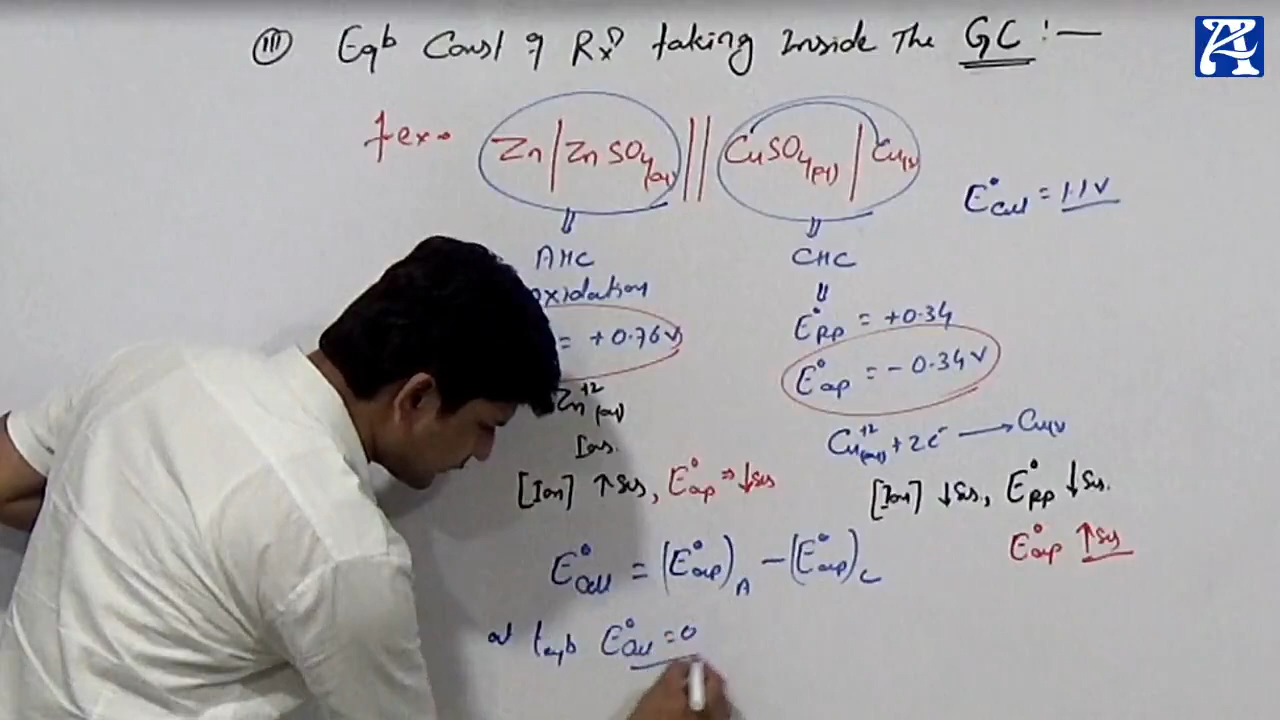 III Eqb Const of Rxn taking Inside The GC :—
f-ex. Zn | ZnSO4(aq) || CuSO4(aq) | Cu(s)
E°Cell = 1.1V
AHC
CHC
oxidation
= +0.76V
E°RP = +0.34
E°op = -0.34V
Zn+2(aq)
Cu+2(aq) + 2e- → Cu(s)
Ions.
[Ion] ↑ses, E°op ⇒ ↓ses
[Ion] ↓ses, E°RP ↓ses.
E°op ↑ses
E°Cell = (E°op)A - (E°op)C
at teqb E°Cell = 0